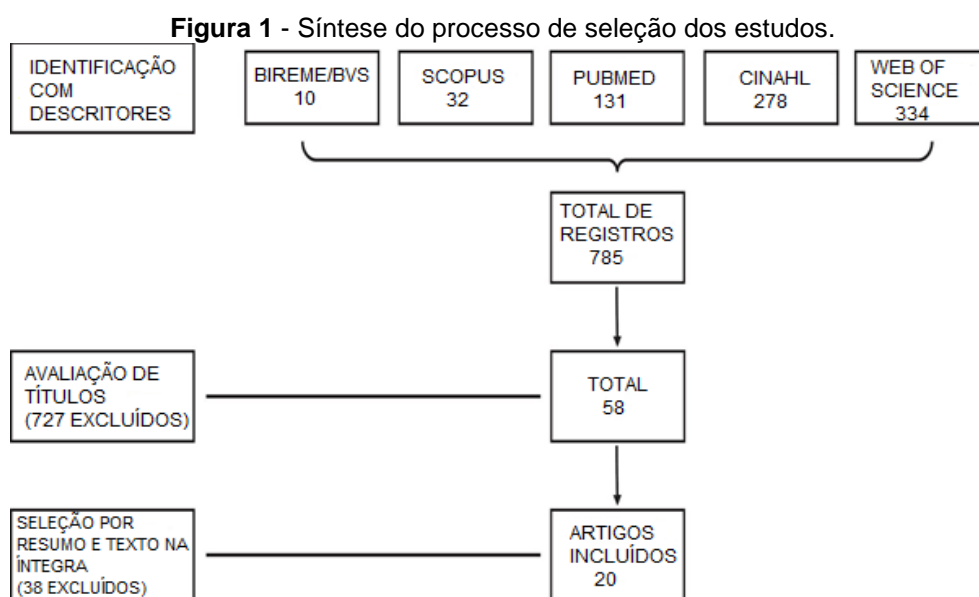 Figura 1 - Síntese do processo de seleção dos estudos.
IDENTIFICAÇÃO
COM
DESCRITORES
BIREME/BVS
10
SCOPUS
32
PUBMED
131
CINAHL
278
WEB OF
SCIENCE
334
TOTAL DE
REGISTROS
785
AVALIAÇÃO DE
TÍTULOS
(727 EXCLUÍDOS)
TOTAL
58
SELEÇÃO POR
RESUMO E TEXTO NA
ÍNTEGRA
(38 EXCLUÍDOS)
ARTIGOS
INCLUÍDOS
20